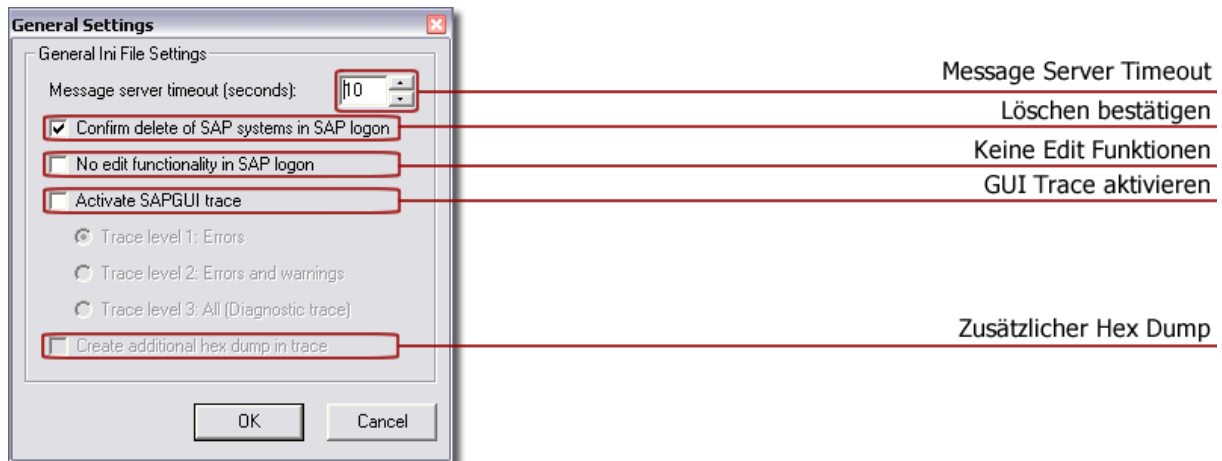 General Settings
General Ini File Settings
Message server timeout (seconds): 10
Message Server Timeout
Confirm delete of SAP systems in SAP logon
Löschen bestätigen
No edit functionality in SAP logon
Keine Edit Funktionen
Activate SAPGUI trace
GUI Trace aktivieren
Trace level 1: Errors
Trace level 2: Errors and warnings
Trace level 3: All (Diagnostic trace)
Create additional hex dump in trace
Zusätzlicher Hex Dump
OK Cancel